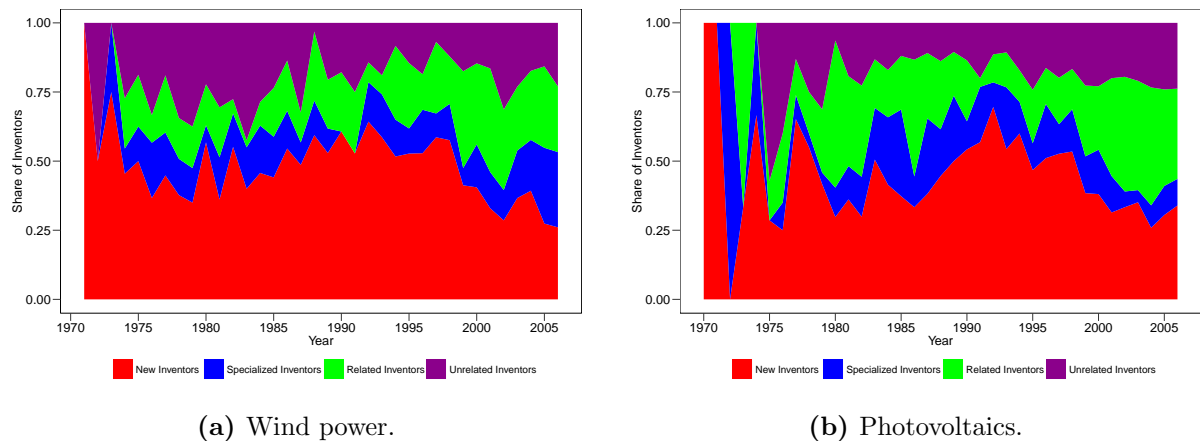 1.00
0.75
0.50
0.25
0.00
Share of Inventors
1970 1975 1980 1985 1990 1995 2000 2005
Year
New Inventors Specialized Inventors Related Inventors Unrelated Inventors
(a) Wind power.
1.00
0.75
0.50
0.25
0.00
Share of Inventors
1970 1975 1980 1985 1990 1995 2000 2005
Year
New Inventors Specialized Inventors Related Inventors Unrelated Inventors
(b) Photovoltaics.